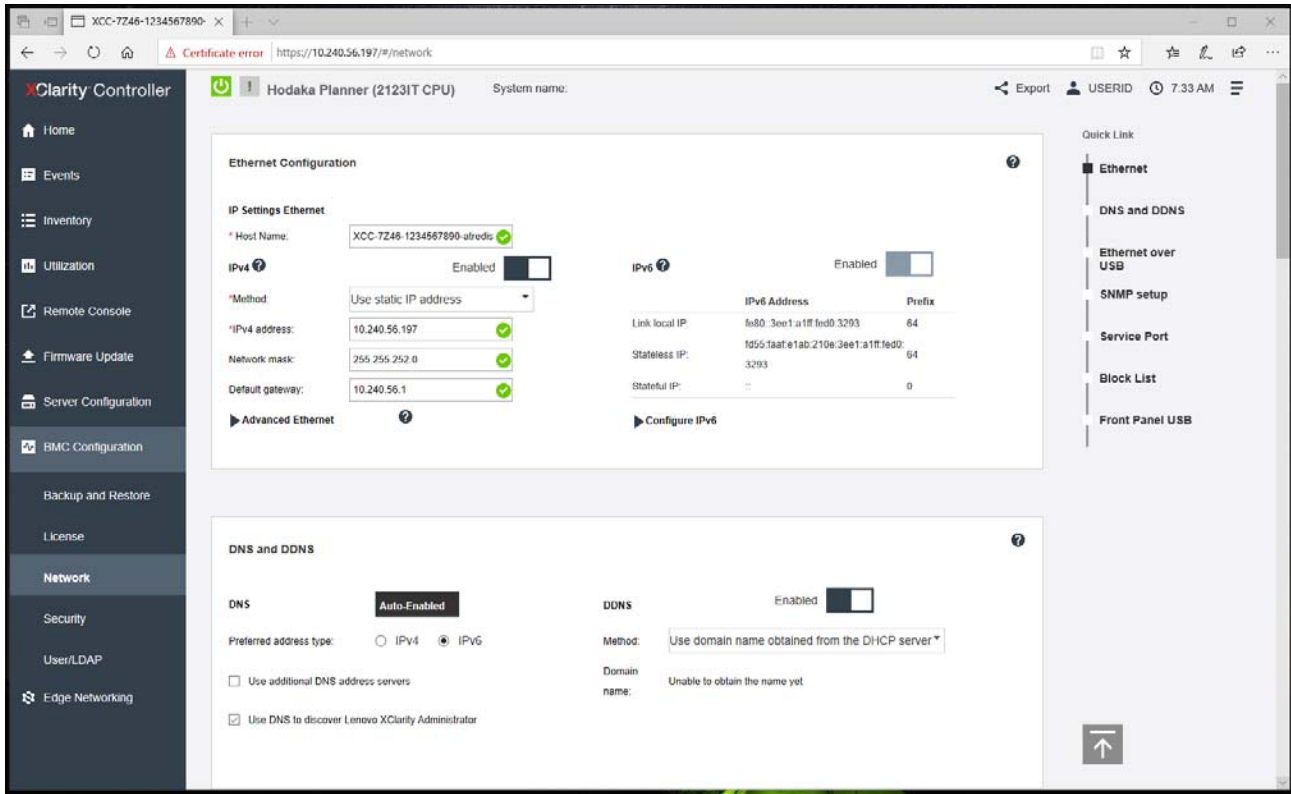 XCC-7Z46-1234567890-
Certificate error https://10.240.56.197/#/network
XClarity Controller
Hodaka Planner (2123IT CPU) System name: Export USERID 7:33 AM
Home
Events
Inventory
Utilization
Remote Console
Firmware Update
Server Configuration
BMC Configuration
Backup and Restore
License
Network
Security
User/LDAP
Edge Networking
Ethernet Configuration
IP Settings Ethernet
* Host Name: XCC-7Z46-1234567890-atredis
IPv4 Enabled
*Method: Use static IP address
*IPv4 address: 10.240.56.197
Network mask: 255.255.252.0
Default gateway: 10.240.56.1
Advanced Ethernet
IPv6 Enabled
IPv6 Address Prefix
Link local IP: fe80::3ee1:a1ff:fed0:3293 64
Stateless IP: fd55:faaf:e1ab:210e:3ee1:a1ff:fed0: 64
3293
Stateful IP: :: 0
Configure IPv6
DNS and DDNS
DNS Auto-Enabled
Preferred address type: IPv4 IPv6
Use additional DNS address servers
Use DNS to discover Lenovo XClarity Administrator
DDNS Enabled
Method: Use domain name obtained from the DHCP server
Domain
name: Unable to obtain the name yet
Quick Link
Ethernet
DNS and DDNS
Ethernet over
USB
SNMP setup
Service Port
Block List
Front Panel USB